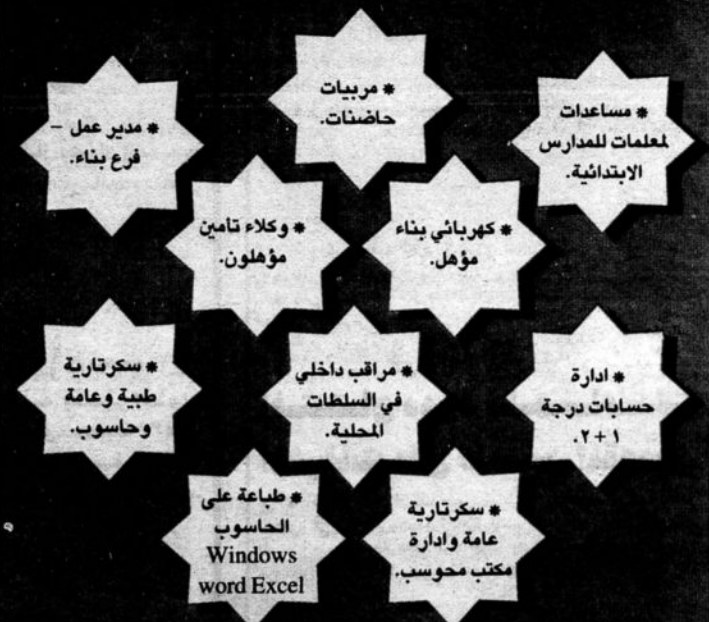 * مربيات
حاضنات.
* مساعدات
لمعلمات للمدارس
الابتدائية.
* مدير عمل –
فرع بناء.
* كهربائي بناء
مؤهل.
* وكلاء تأمين
مؤهلون.
* ادارة
حسابات درجة
١ + ٢.
* مراقب داخلي
في السلطات
المحلية.
* سكرتارية
طبية وعامة
وحاسوب.
* سكرتارية
عامة وادارة
مكتب محوسب.
* طباعة على
الحاسوب
Windows
word Excel